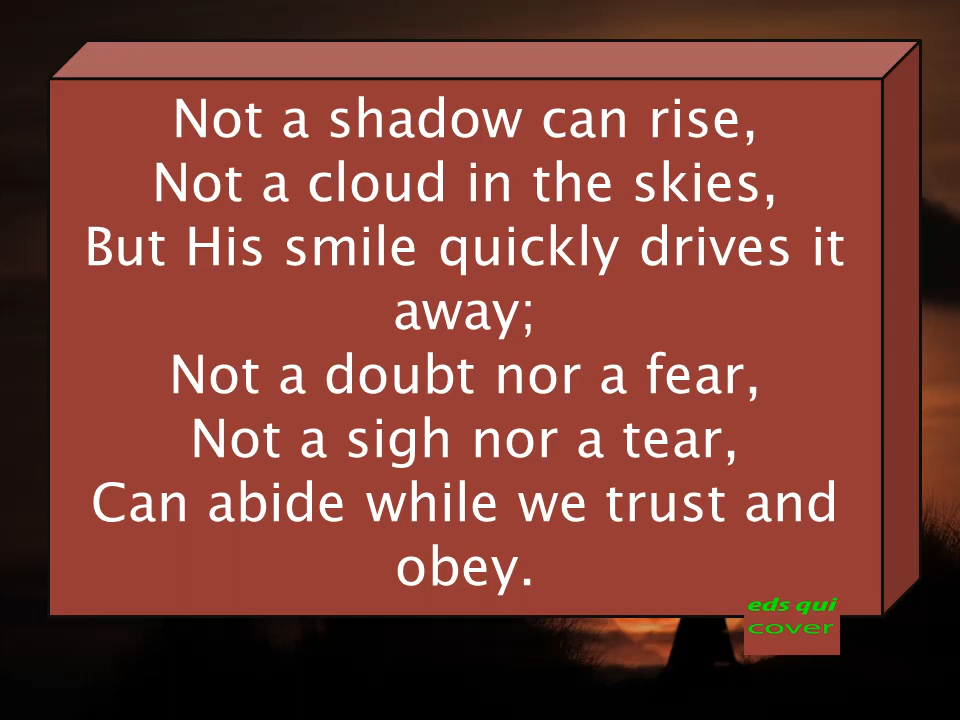 Not a shadow can rise,
Not a cloud in the skies,
But His smile quickly drives it
away;
Not a doubt nor a fear,
Not a sigh nor a tear,
Can abide while we trust and
obey.
eds qui
cover